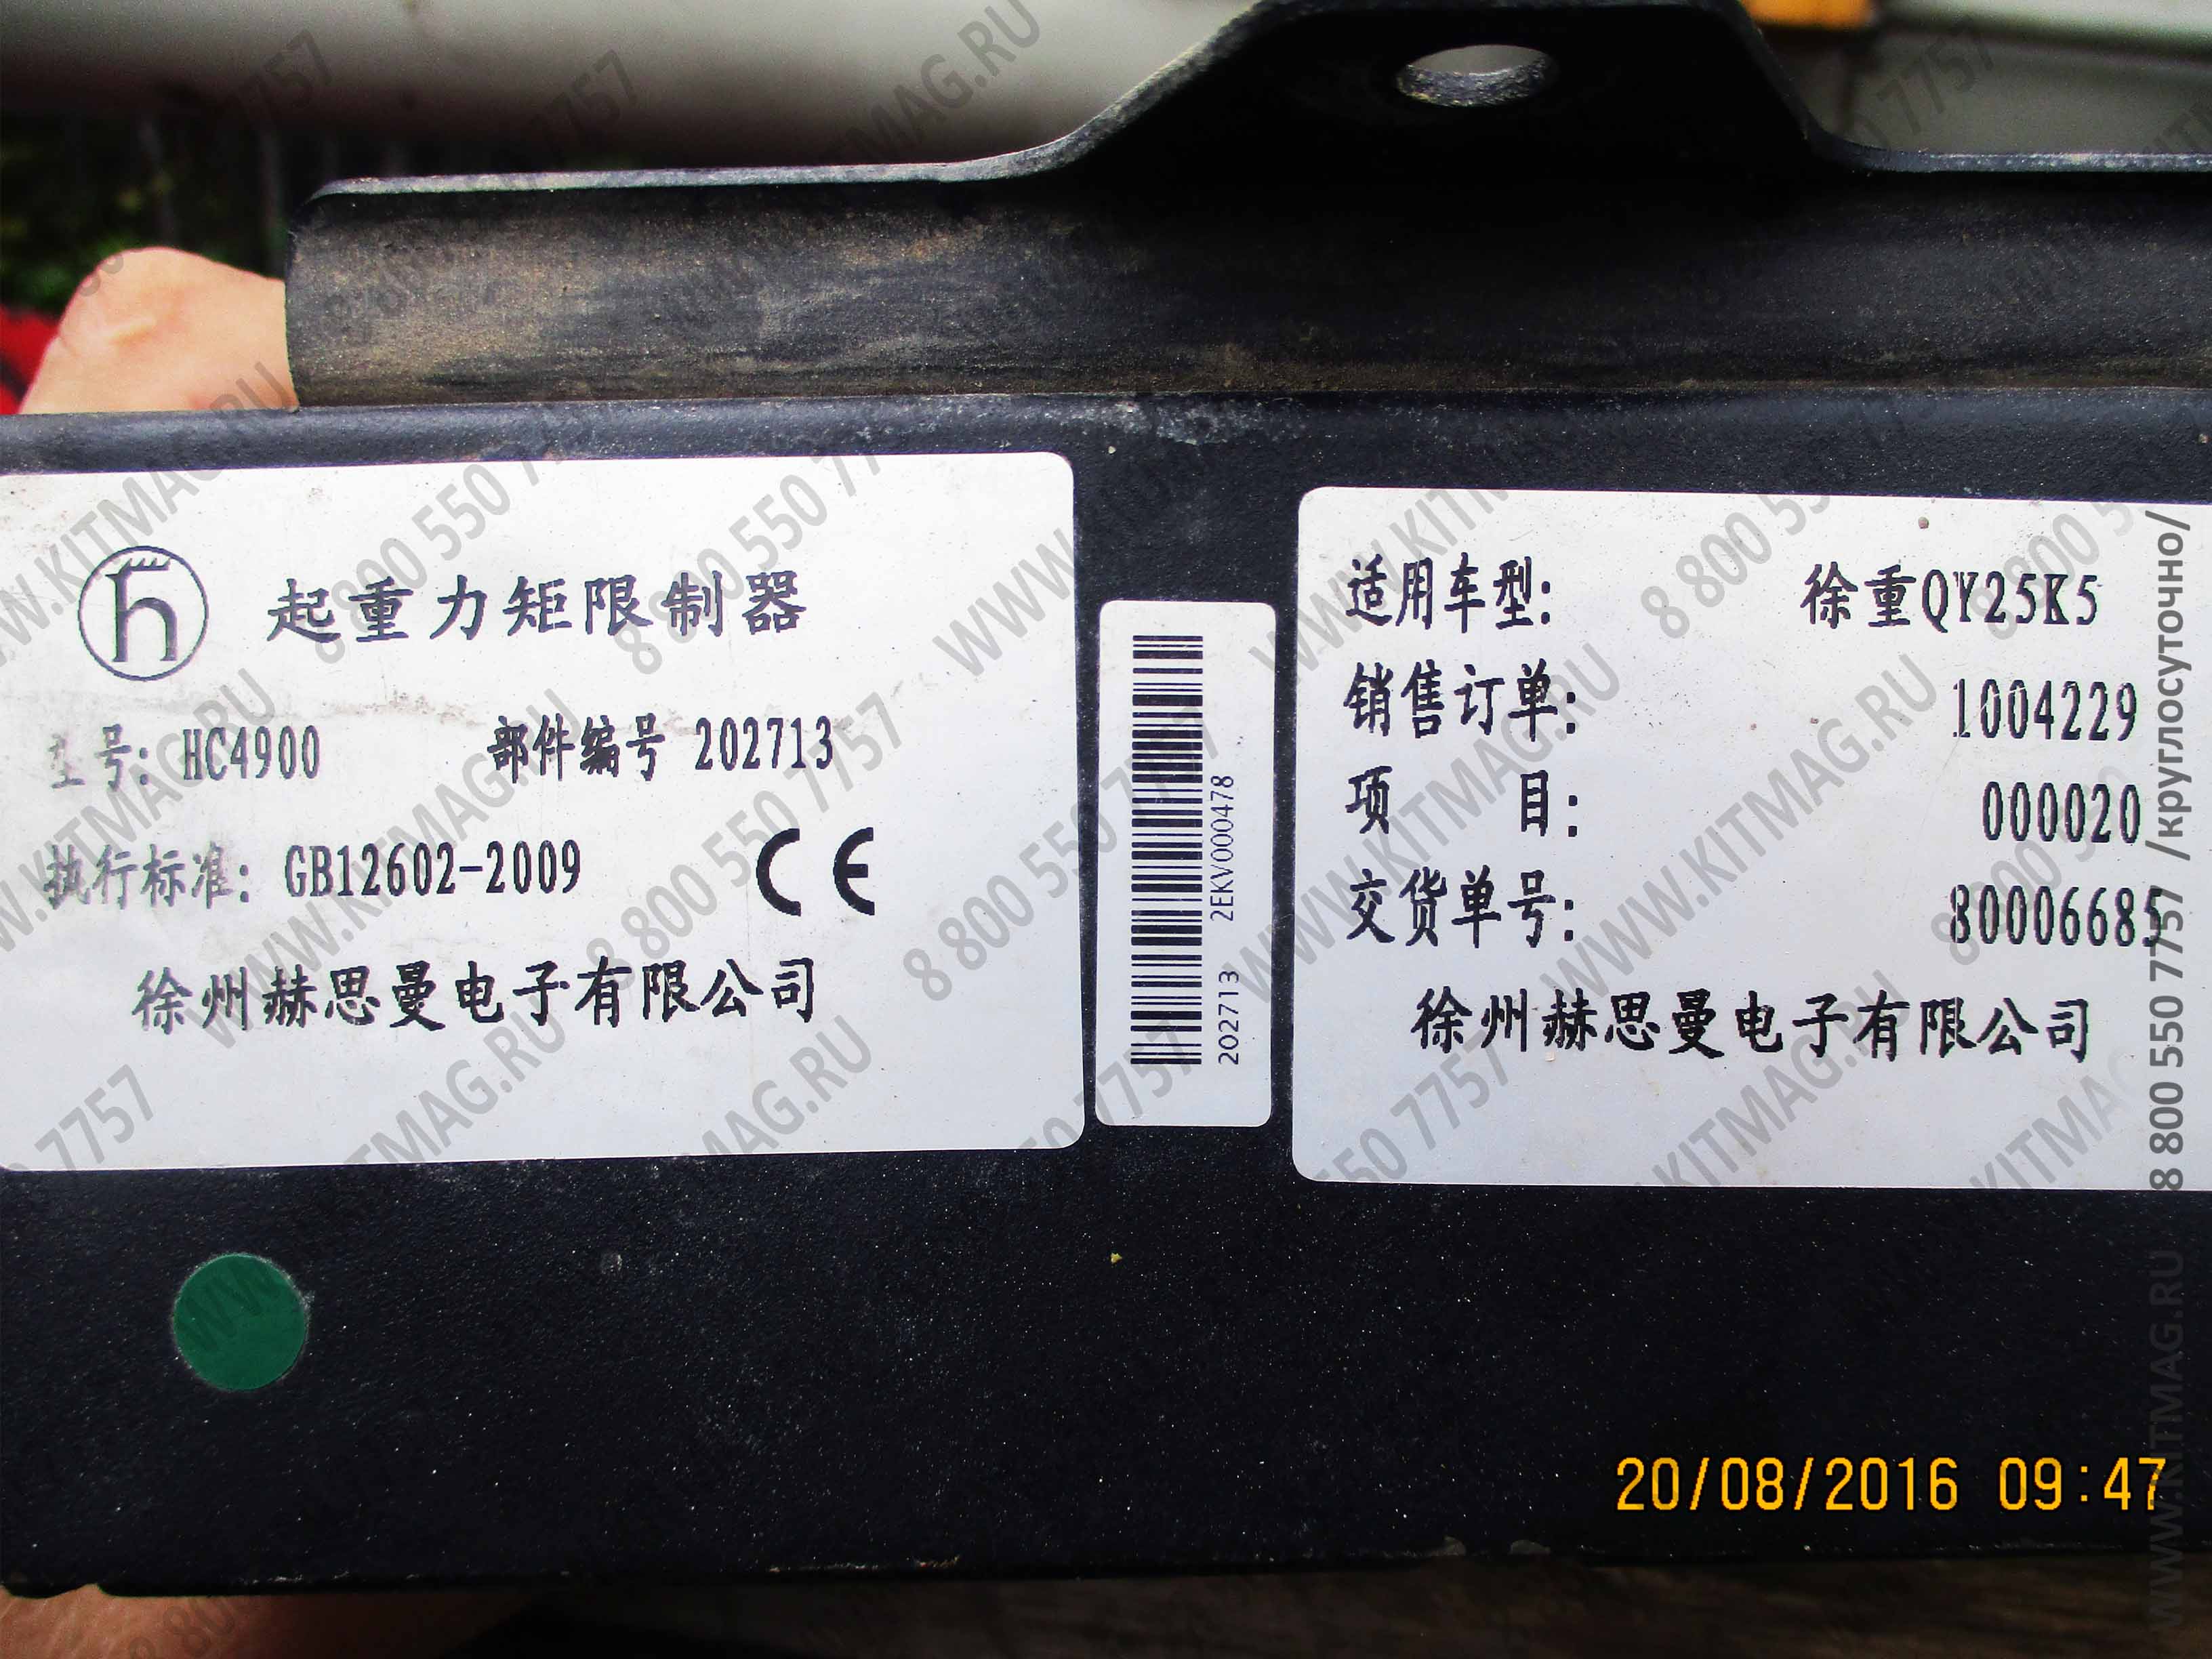 h 起重力矩限制器
型号: HC4900 部件编号 202713
执行标准: GB12602-2009 CE
徐州赫思曼电子有限公司
202713 2EKV000478
适用车型: 徐重QY25K5
销售订单: 1004229
项 目: 000020
交货单号: 80006685
徐州赫思曼电子有限公司
20/08/2016 09:47
WWW.KITMAG.RU 8 800 550 7757 /круглосуточно/